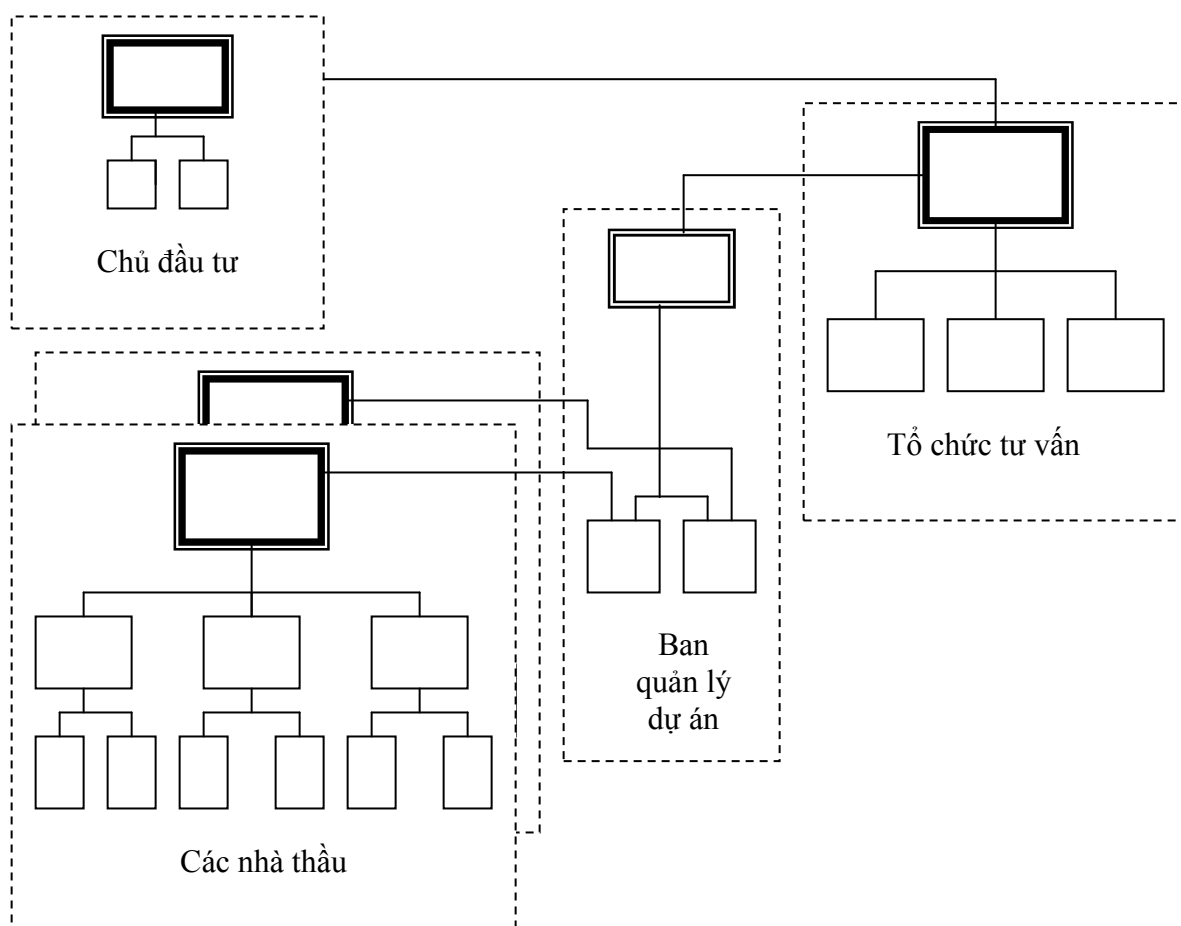 Chủ đầu tư
Tổ chức tư vấn
Ban
quản lý
dự án
Các nhà thầu